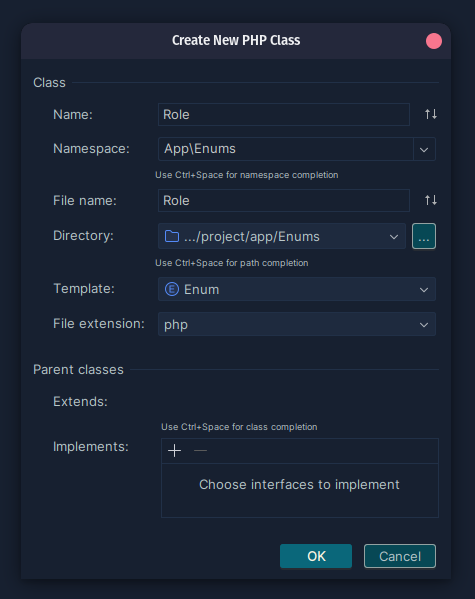 Create New PHP Class
Class
Name: Role
Namespace: App\Enums
Use Ctrl+Space for namespace completion
File name: Role
Directory: .../project/app/Enums ...
Use Ctrl+Space for path completion
Template: E Enum
File extension: php
Parent classes
Extends:
Use Ctrl+Space for class completion
Implements:
Choose interfaces to implement
OK Cancel